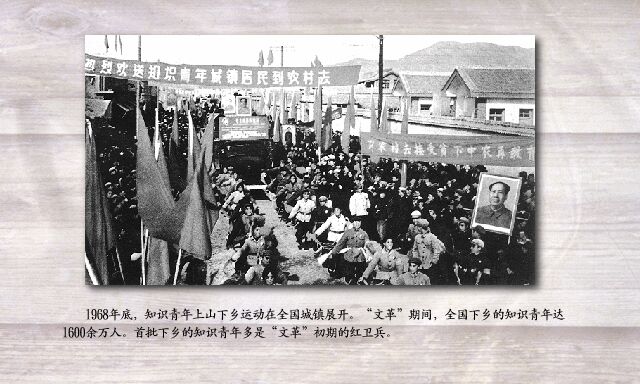 热烈欢送知识青年城镇居民到农村去
1968年底，知识青年上山下乡运动在全国城镇展开。“文革”期间，全国下乡的知识青年达
1600余万人。首批下乡的知识青年多是“文革”初期的红卫兵。